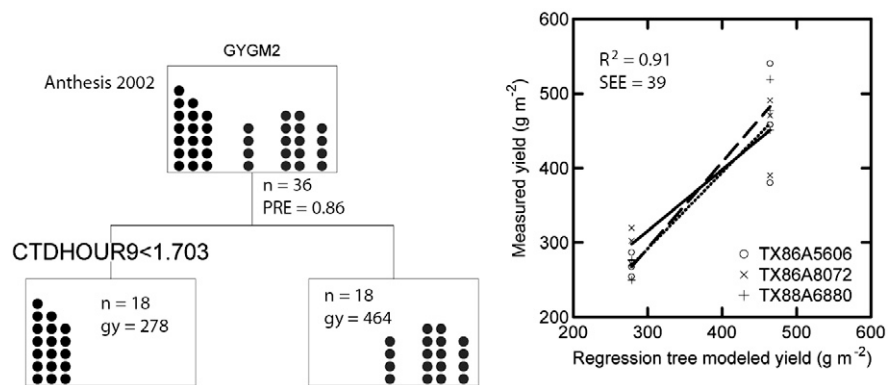 GYGM2
Anthesis 2002
n = 36
PRE = 0.86
CTDHOUR9<1.703
n = 18
gy = 278
n = 18
gy = 464
600
500
400
300
200
200 300 400 500 600
Measured yield (g m⁻²)
R² = 0.91
SEE = 39
TX86A5606
TX86A8072
TX88A6880
Regression tree modeled yield (g m⁻²)